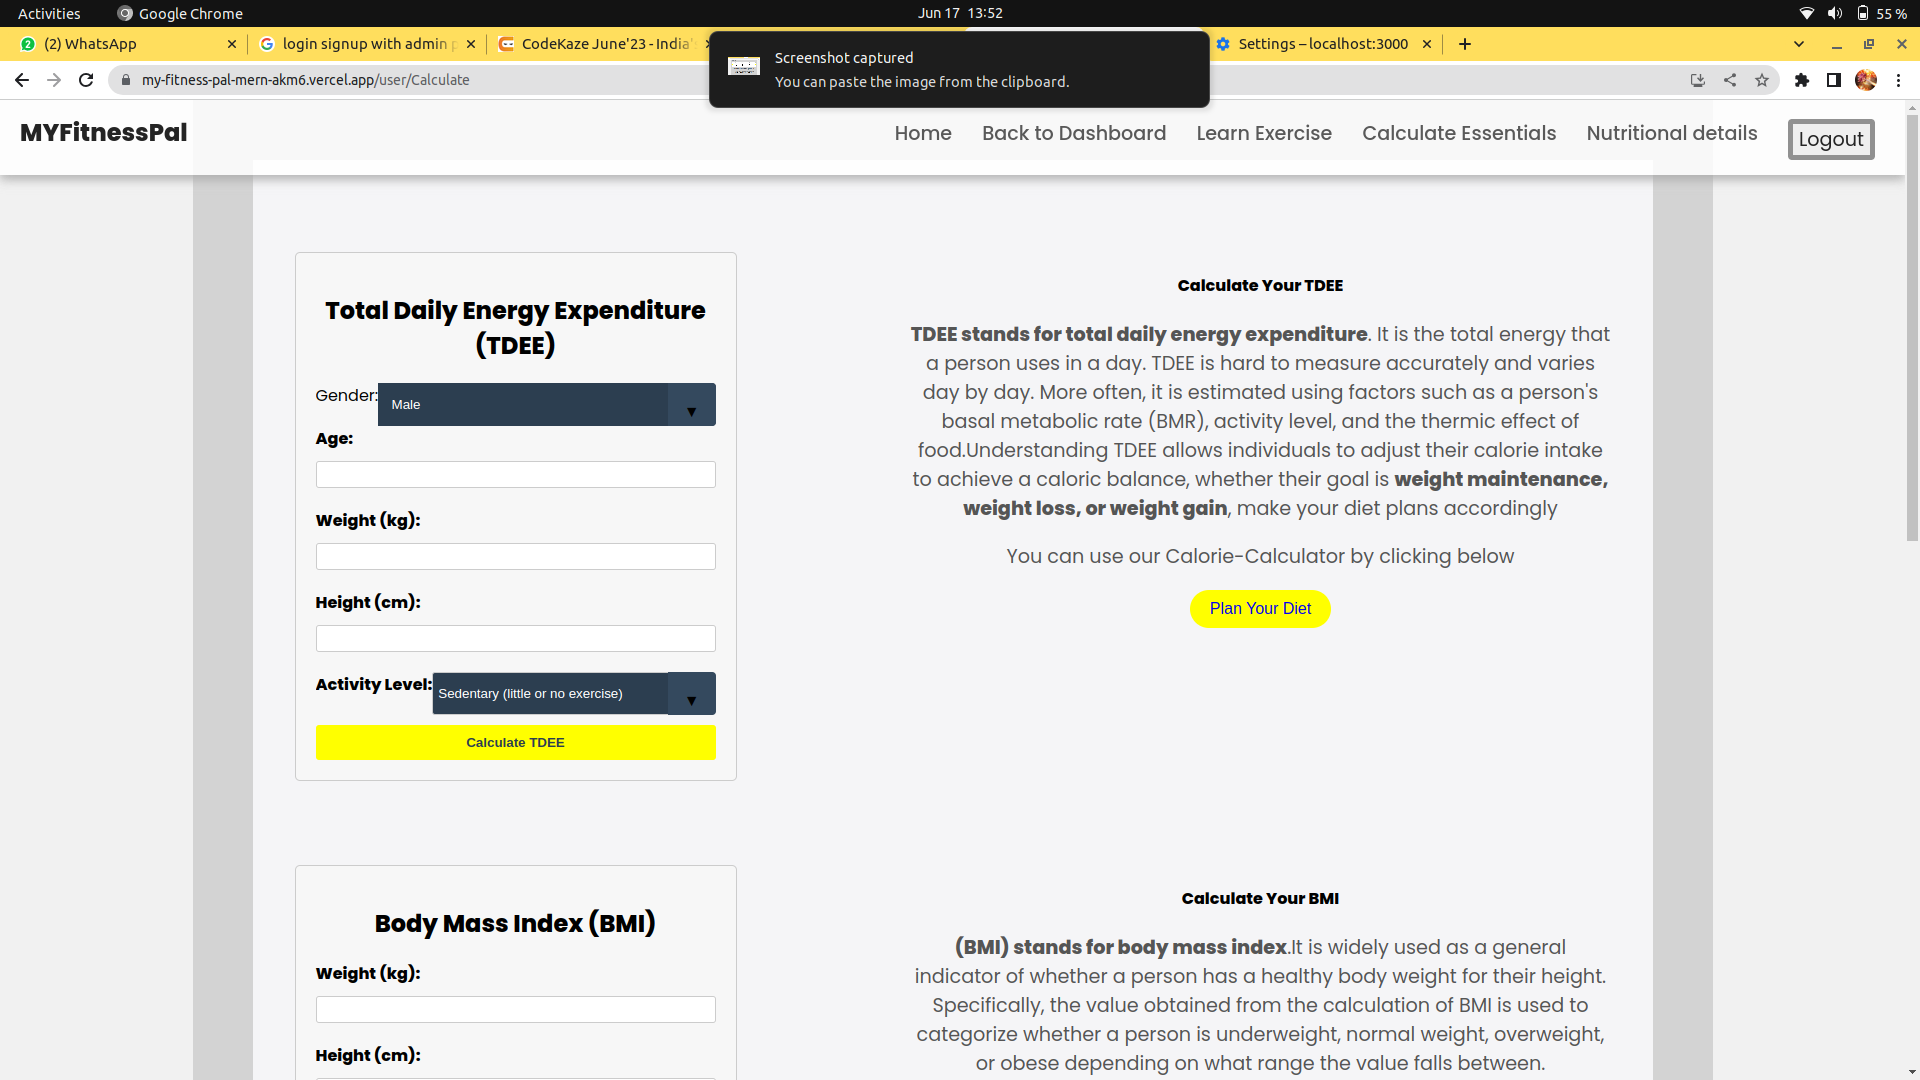 Activities
Google Chrome
Jun 17 13:52
55 %
(2) WhatsApp
login signup with admin
CodeKaze June'23 - India'
Settings – localhost:3000
my-fitness-pal-mern-akm6.vercel.app/user/Calculate
Screenshot captured
You can paste the image from the clipboard.
MYFitnessPal
Home
Back to Dashboard
Learn Exercise
Calculate Essentials
Nutritional details
Logout
Total Daily Energy Expenditure
(TDEE)
Gender:
Male
Age:
Weight (kg):
Height (cm):
Activity Level:
Sedentary (little or no exercise)
Calculate TDEE
Calculate Your TDEE
TDEE stands for total daily energy expenditure. It is the total energy that
a person uses in a day. TDEE is hard to measure accurately and varies
day by day. More often, it is estimated using factors such as a person's
basal metabolic rate (BMR), activity level, and the thermic effect of
food.Understanding TDEE allows individuals to adjust their calorie intake
to achieve a caloric balance, whether their goal is weight maintenance,
weight loss, or weight gain, make your diet plans accordingly
You can use our Calorie-Calculator by clicking below
Plan Your Diet
Body Mass Index (BMI)
Weight (kg):
Height (cm):
Calculate Your BMI
(BMI) stands for body mass index.It is widely used as a general
indicator of whether a person has a healthy body weight for their height.
Specifically, the value obtained from the calculation of BMI is used to
categorize whether a person is underweight, normal weight, overweight,
or obese depending on what range the value falls between.